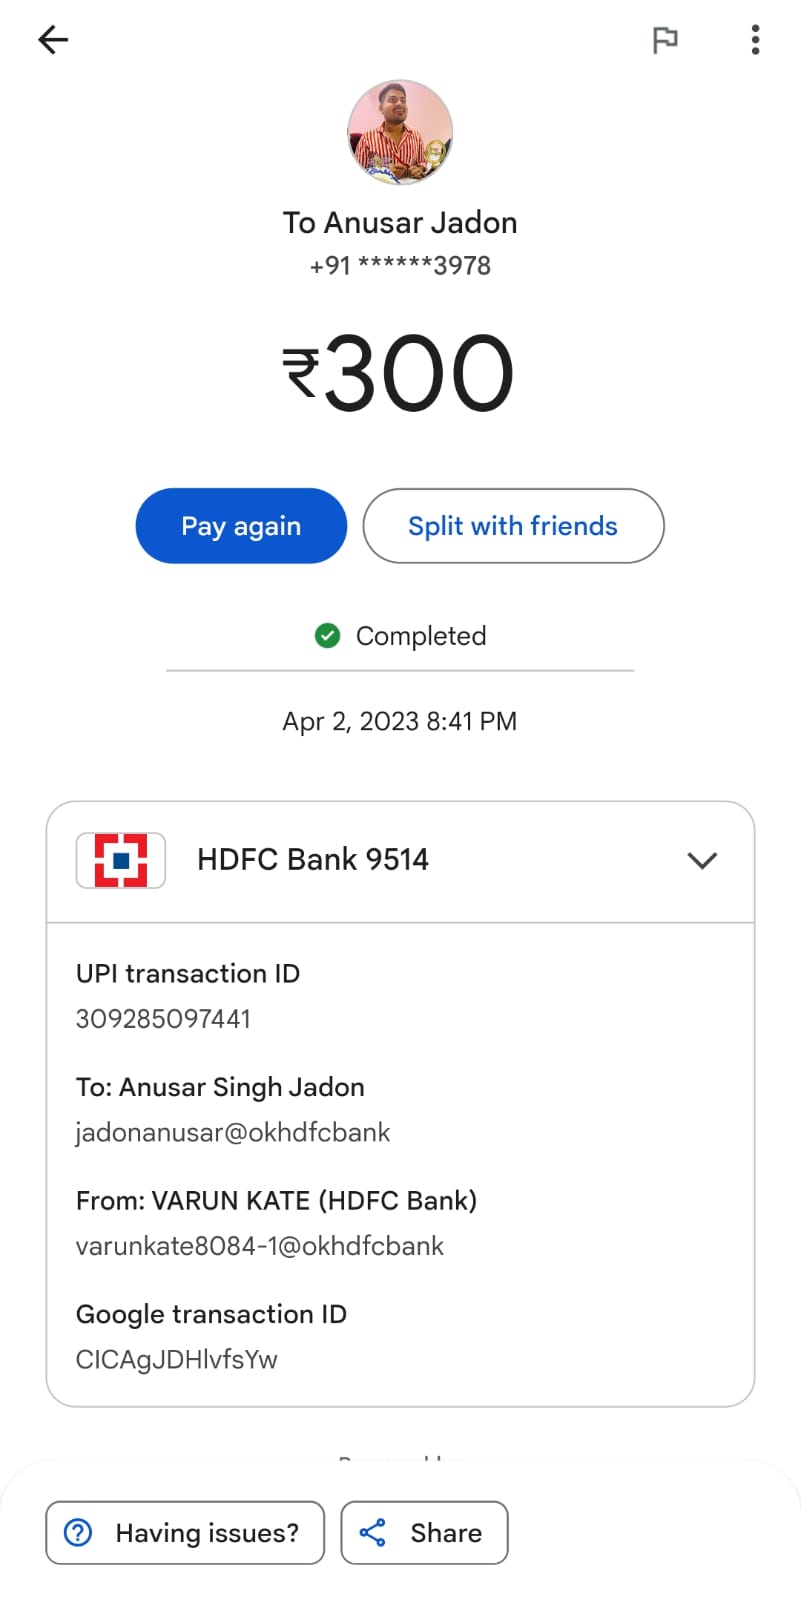 To Anusar Jadon
+91 ******3978
₹300
Pay again
Split with friends
Completed
Apr 2, 2023 8:41 PM
HDFC Bank 9514
UPI transaction ID
309285097441
To: Anusar Singh Jadon
jadonanusar@okhdfcbank
From: VARUN KATE (HDFC Bank)
varunkate8084-1@okhdfcbank
Google transaction ID
CICAgJDHlvfsYw
Having issues?
Share